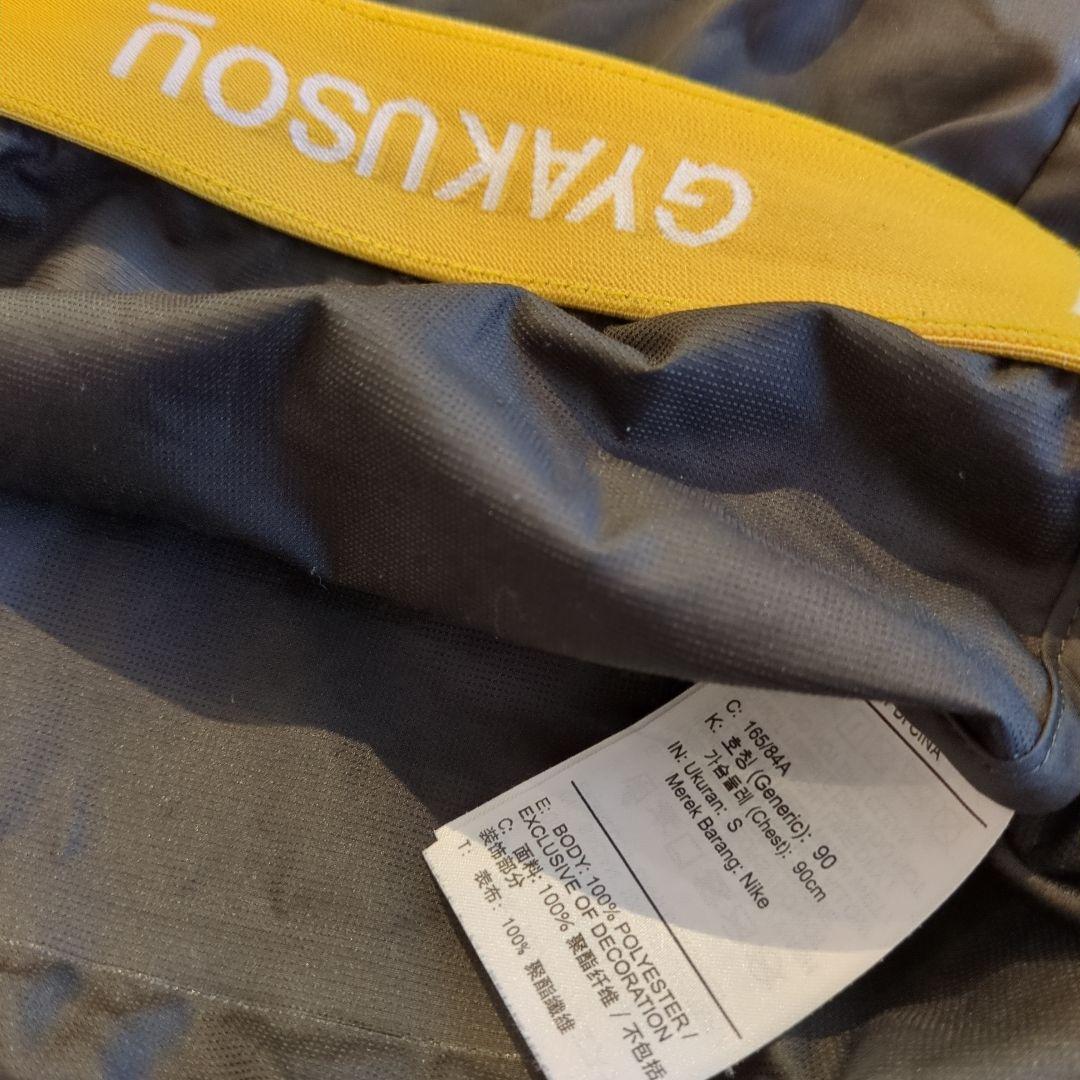 GYAKUSOŪ
C: 165/84A
K: 호칭 (Generic): 90
가슴둘레 (Chest): 90cm
IN: Ukuran: S
Merek Barang: Nike
E: BODY: 100% POLYESTER/
EXCLUSIVE OF DECORATION
C: 面料: 100% 聚酯纤维 / 不包括
装饰部分
T: 表布: 100% 聚酯纖維